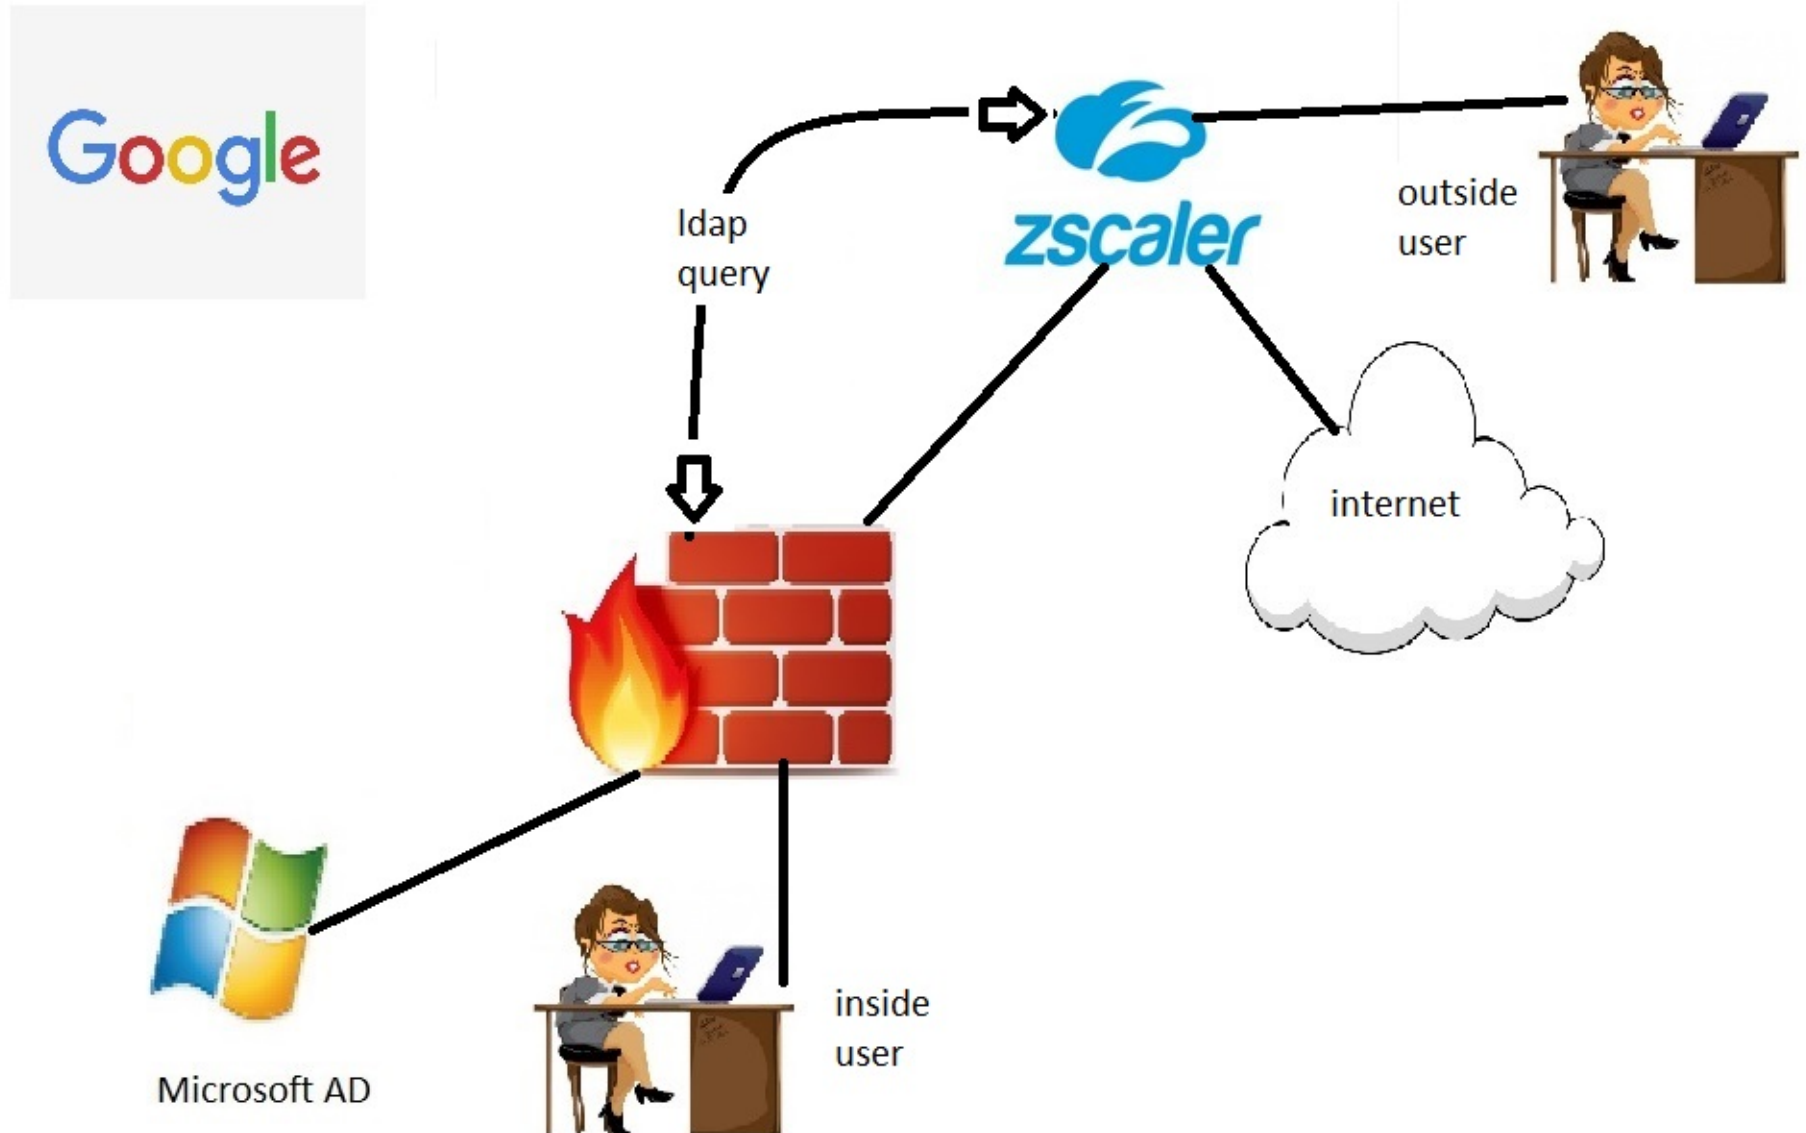 Google
zscaler
outside
user
ldap
query
internet
inside
user
Microsoft AD